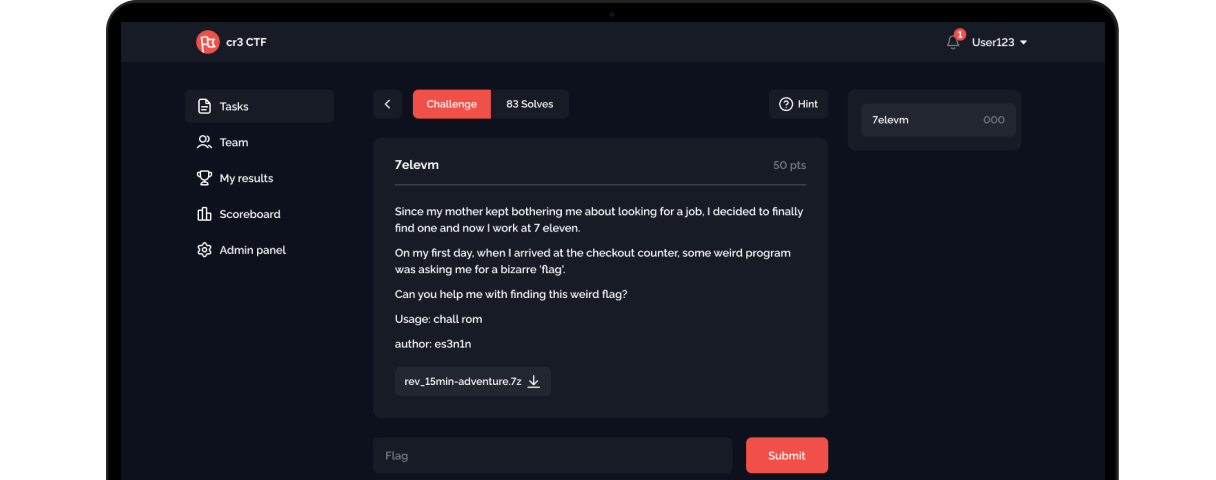 cr3 CTF
1
User123
Tasks
Team
My results
Scoreboard
Admin panel
Challenge
83 Solves
Hint
7elevm
50 pts
Since my mother kept bothering me about looking for a job, I decided to finally
find one and now I work at 7 eleven.
On my first day, when I arrived at the checkout counter, some weird program
was asking me for a bizarre 'flag'.
Can you help me with finding this weird flag?
Usage: chall rom
author: es3n1n
rev_15min-adventure.7z
Flag
Submit
7elevm
000